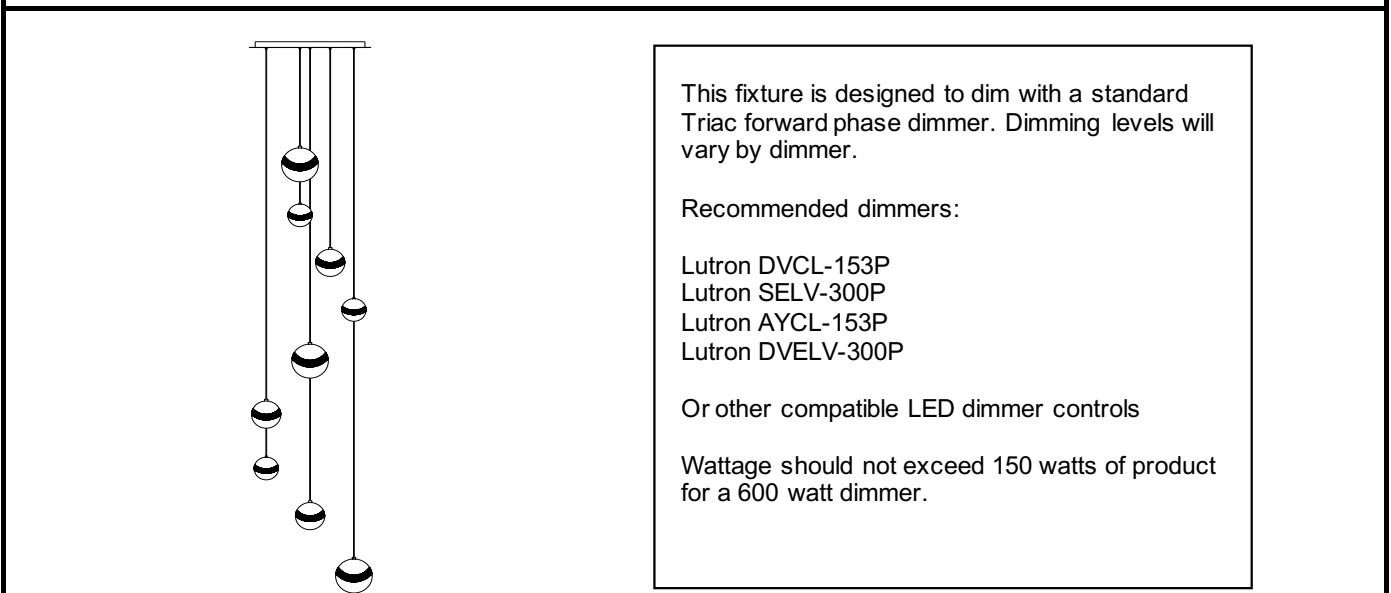 This fixture is designed to dim with a standard
Triac forward phase dimmer. Dimming levels will
vary by dimmer.
Recommended dimmers:
Lutron DVCL-153P
Lutron SELV-300P
Lutron AYCL-153P
Lutron DVELV-300P
Or other compatible LED dimmer controls
Wattage should not exceed 150 watts of product
for a 600 watt dimmer.